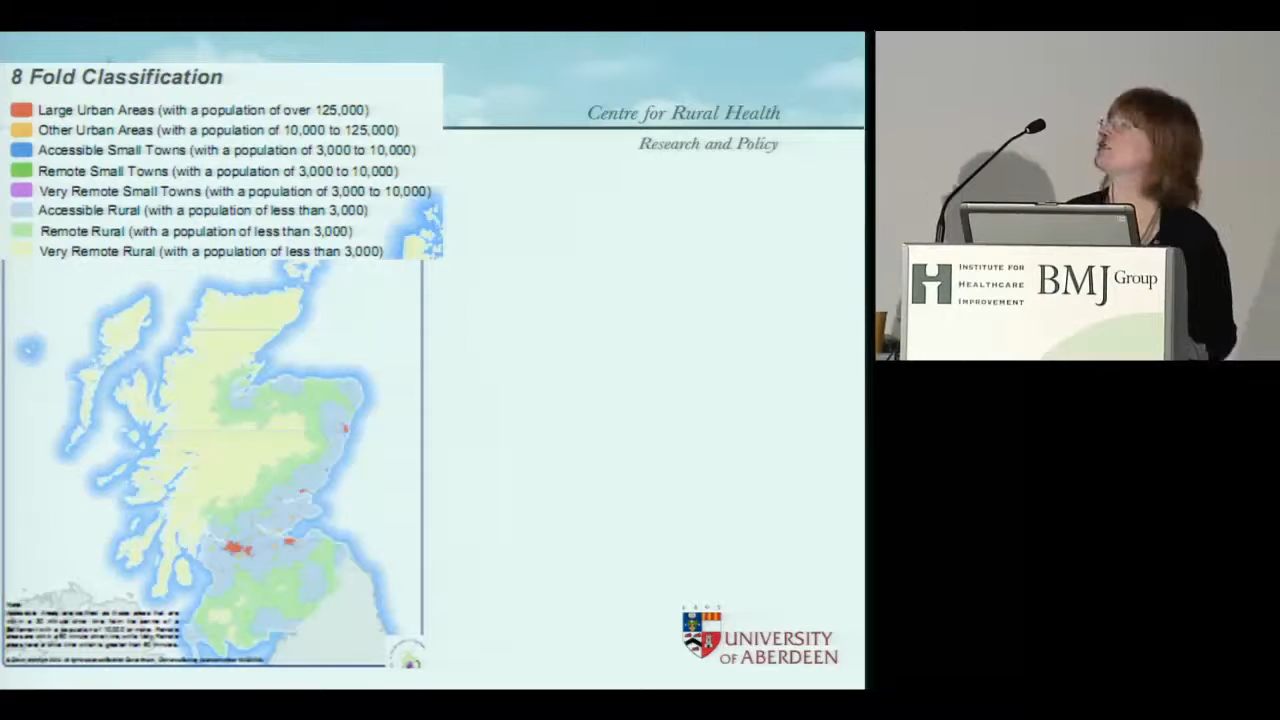 8 Fold Classification
Large Urban Areas (with a population of over 125,000)
Other Urban Areas (with a population of 10,000 to 125,000)
Accessible Small Towns (with a population of 3,000 to 10,000)
Remote Small Towns (with a population of 3,000 to 10,000)
Very Remote Small Towns (with a population of 3,000 to 10,000)
Accessible Rural (with a population of less than 3,000)
Remote Rural (with a population of less than 3,000)
Very Remote Rural (with a population of less than 3,000)
Centre for Rural Health
Research and Policy
UNIVERSITY
OF ABERDEEN
INSTITUTE FOR
HEALTHCARE
IMPROVEMENT
BMJ Group